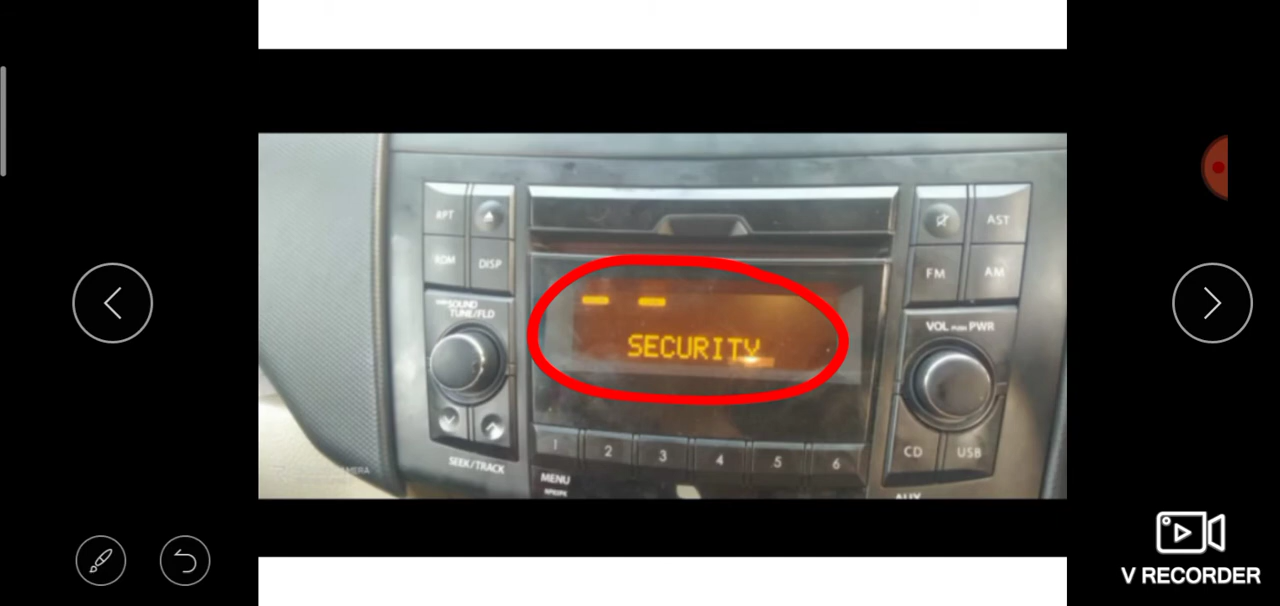 RPT
AST
RDM
DISP
FM
AM
PUSH SOUND
TUNE/FLD
SECURITY
VOL PUSH PWR
1
2
3
4
5
6
CD
USB
SEEK/TRACK
MENU
AUX
V RECORDER